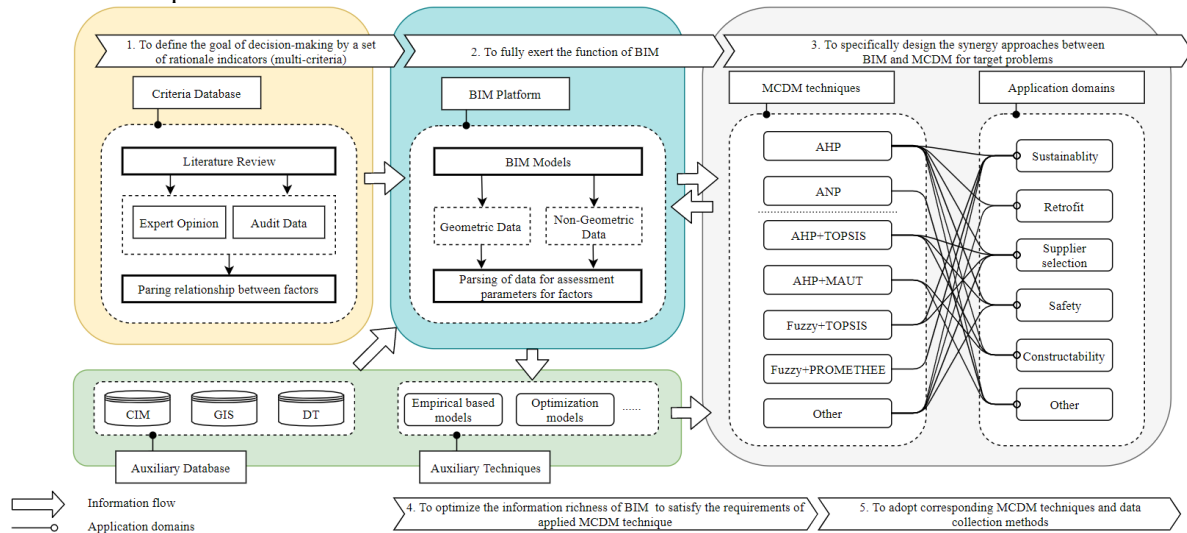 1. To define the goal of decision-making by a set
of rationale indicators (multi-criteria)
2. To fully exert the function of BIM
3. To specifically design the synergy approaches between
BIM and MCDM for target problems
Criteria Database
Literature Review
Expert Opinion
Audit Data
Paring relationship between factors
BIM Platform
BIM Models
Geometric Data
Non-Geometric
Data
Parsing of data for assessment
parameters for factors
MCDM techniques
AHP
ANP
AHP+TOPSIS
AHP+MAUT
Fuzzy+TOPSIS
Fuzzy+PROMETHEE
Other
Application domains
Sustainablity
Retrofit
Supplier
selection
Safety
Constructability
Other
CIM
GIS
DT
Auxiliary Database
Empirical based
models
Optimization
models
......
Auxiliary Techniques
Information flow
Application domains
4. To optimize the information richness of BIM to satisfy the requirements of
applied MCDM technique
5. To adopt corresponding MCDM techniques and data
collection methods